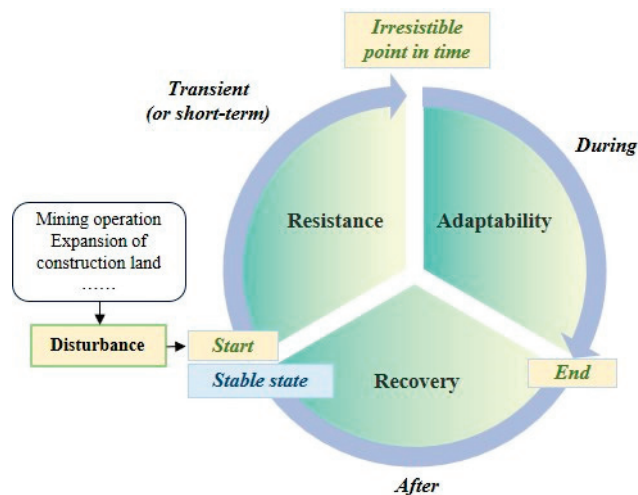 Irresistible
point in time
Transient
(or short-term)
During
Mining operation
Expansion of
construction land
……
Resistance
Adaptability
Disturbance
Start
Stable state
Recovery
End
After